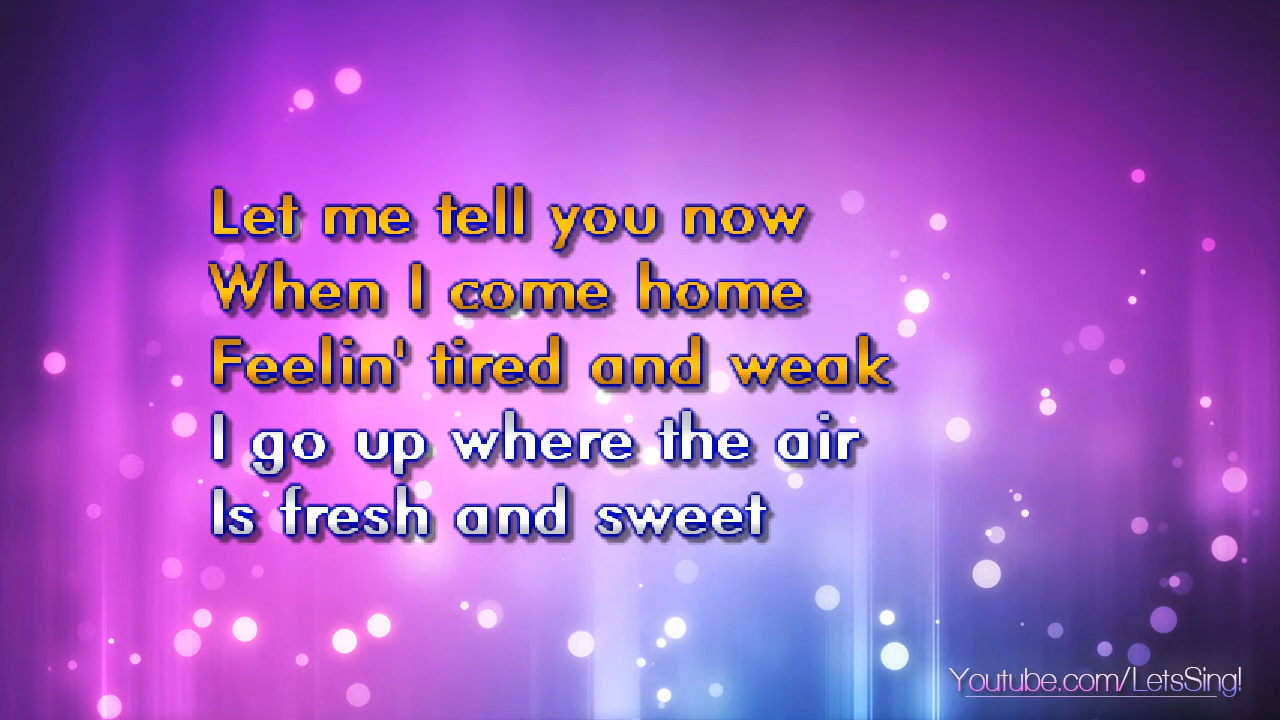 Let me tell you now
When I come home
Feelin' tired and weak
I go up where the air
Is fresh and sweet
Youtube.com/LetsSing!